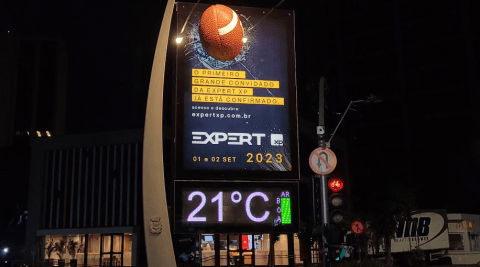 O PRIMEIRO
GRANDE CONVIDADO
DA EXPERT XP
JÁ ESTÁ CONFIRMADO.
acesse e descubra
expertxp.com.br
EXPERT XP
01 e 02 SET 2023
21°C
AR
BOA